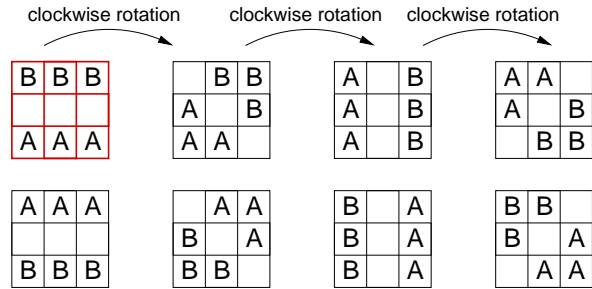 clockwise rotation clockwise rotation clockwise rotation
B B B B B A B A A
A B A B A B
A A A A A A B B B
A A A A A B A B B
B A B A B A
B B B B B B A A A